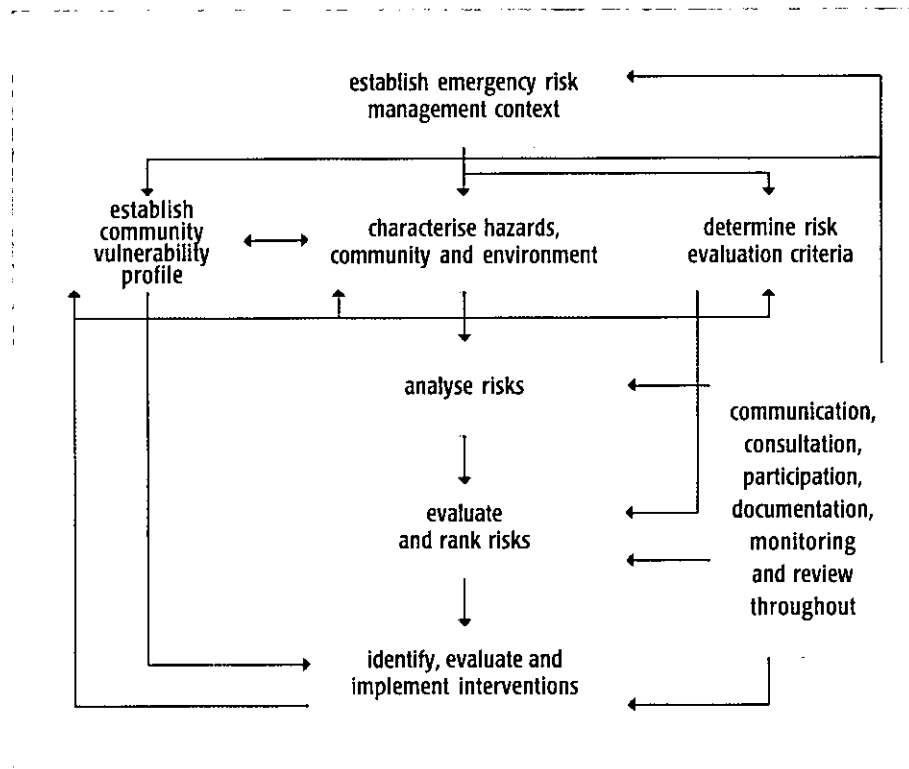 establish emergency risk
management context
establish
community
vulnerability
profile
characterise hazards,
community and environment
determine risk
evaluation criteria
analyse risks
communication,
consultation,
participation,
documentation,
monitoring
and review
throughout
evaluate
and rank risks
identify, evaluate and
implement interventions